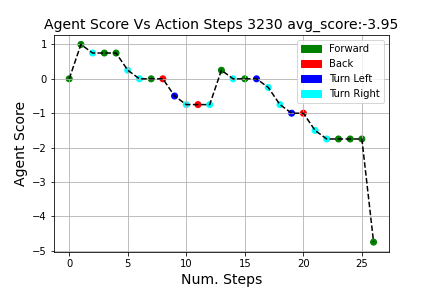 Agent Score Vs Action Steps 3230 avg_score:-3.95
Agent Score
1
0
−1
−2
−3
−4
−5
Forward
Back
Turn Left
Turn Right
0 5 10 15 20 25
Num. Steps